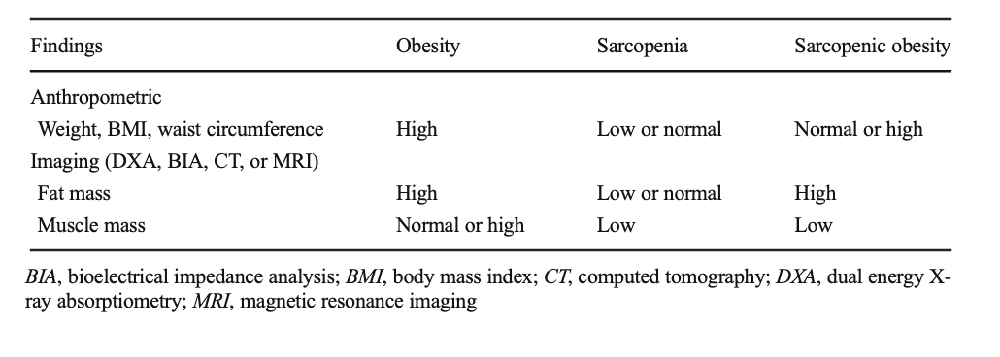 Findings Obesity Sarcopenia Sarcopenic obesity
Anthropometric
Weight, BMI, waist circumference High Low or normal Normal or high
Imaging (DXA, BIA, CT, or MRI)
Fat mass High Low or normal High
Muscle mass Normal or high Low Low
BIA, bioelectrical impedance analysis; BMI, body mass index; CT, computed tomography; DXA, dual energy X-
ray absorptiometry; MRI, magnetic resonance imaging